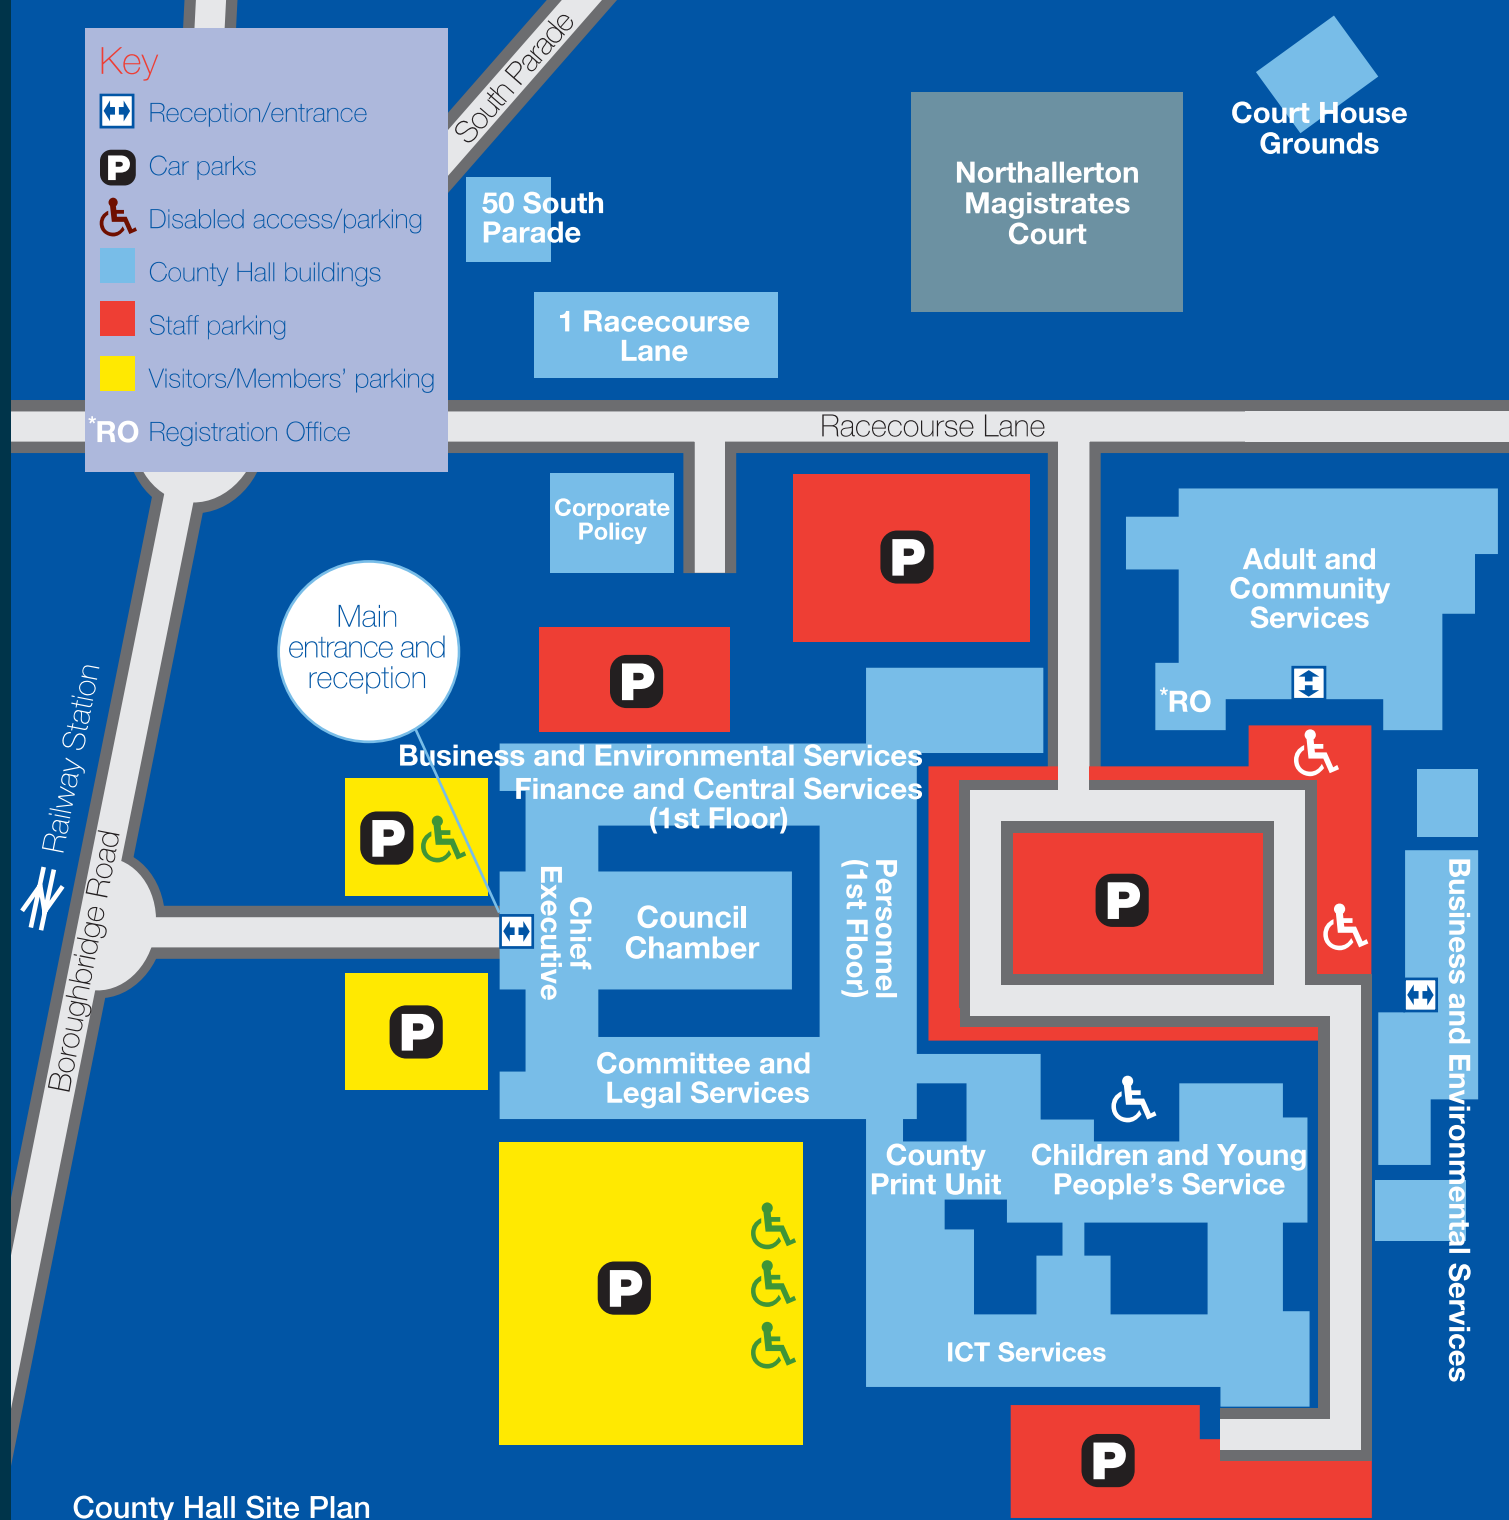 Key
Reception/entrance
P Car parks
Disabled access/parking
County Hall buildings
Staff parking
Visitors/Members’ parking
*RO Registration Office
South Parade
50 South
Parade
1 Racecourse
Lane
Northallerton
Magistrates
Court
Court House
Grounds
Racecourse Lane
Corporate
Policy
P
P
Adult and
Community
Services
*RO
Main
entrance and
reception
Railway Station
Boroughbridge Road
Business and Environmental Services
Finance and Central Services
(1st Floor)
P
P
Chief
Executive
Council
Chamber
Personnel
(1st Floor)
P
Committee and
Legal Services
Business and Environmental Services
County
Print Unit
Children and Young
People’s Service
P
ICT Services
P
County Hall Site Plan